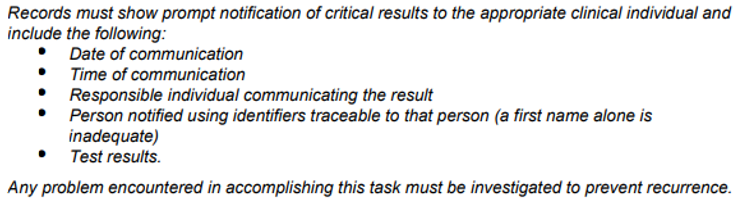 Records must show prompt notification of critical results to the appropriate clinical individual and
include the following:
• Date of communication
• Time of communication
• Responsible individual communicating the result
• Person notified using identifiers traceable to that person (a first name alone is
inadequate)
• Test results.
Any problem encountered in accomplishing this task must be investigated to prevent recurrence.